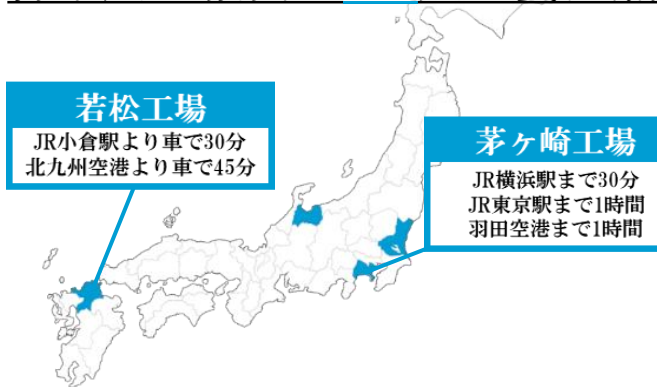 若松工場
JR小倉駅より車で30分
北九州空港より車で45分
茅ヶ崎工場
JR横浜駅まで30分
JR東京駅まで1時間
羽田空港まで1時間